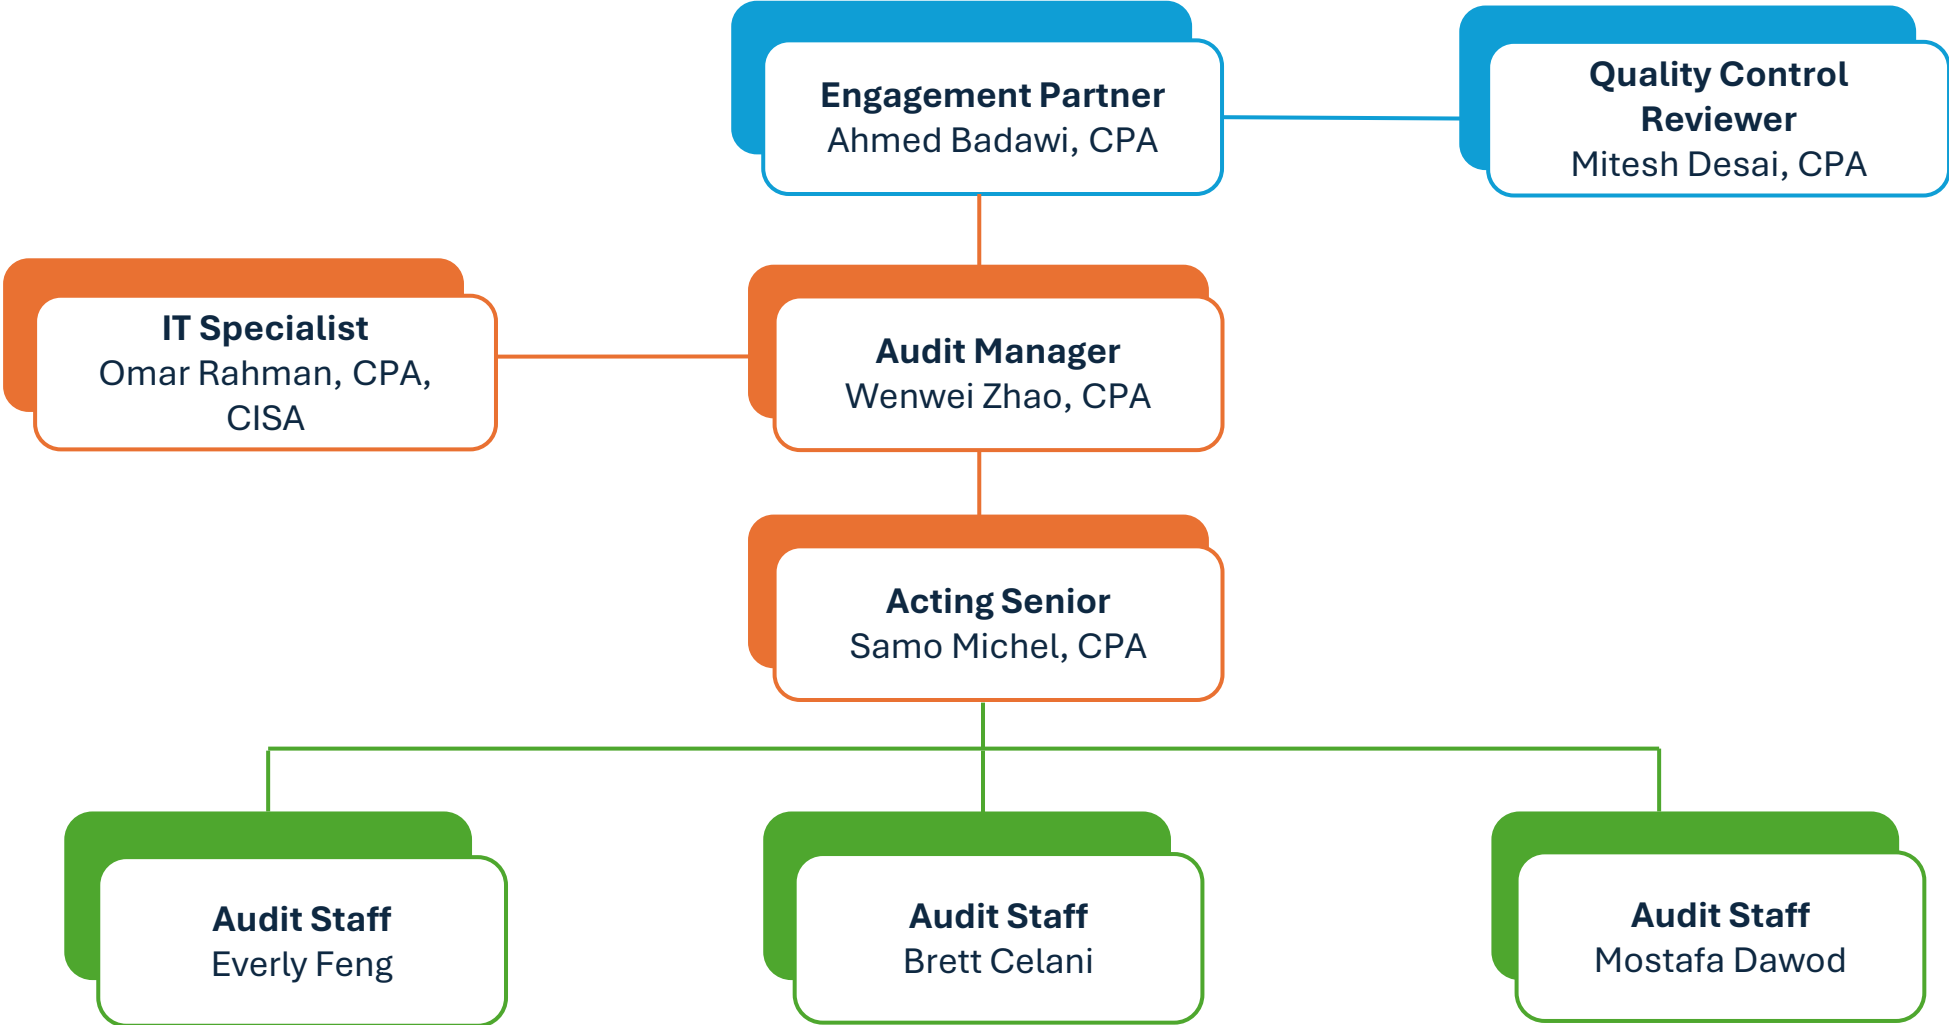 Engagement Partner
Ahmed Badawi, CPA
Quality Control
Reviewer
Mitesh Desai, CPA
IT Specialist
Omar Rahman, CPA,
CISA
Audit Manager
Wenwei Zhao, CPA
Acting Senior
Samo Michel, CPA
Audit Staff
Everly Feng
Audit Staff
Brett Celani
Audit Staff
Mostafa Dawod